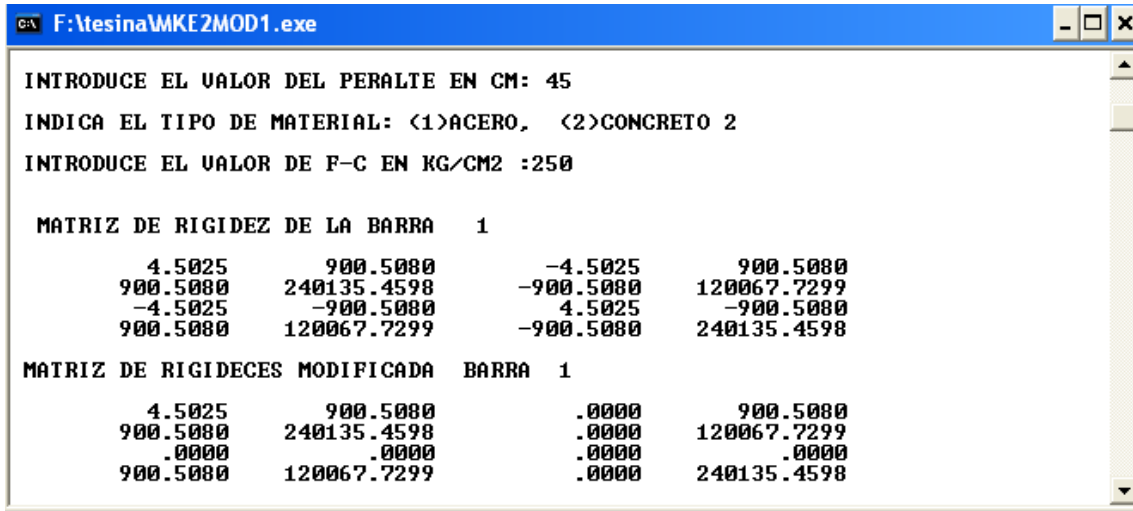 F:\tesina\MKE2MOD1.exe
INTRODUCE EL VALOR DEL PERALTE EN CM: 45
INDICA EL TIPO DE MATERIAL: (1)ACERO, (2)CONCRETO 2
INTRODUCE EL VALOR DE F-C EN KG/CM2 :250
MATRIZ DE RIGIDEZ DE LA BARRA 1
4.5025 900.5080 -4.5025 900.5080
900.5080 240135.4598 -900.5080 120067.7299
-4.5025 -900.5080 4.5025 -900.5080
900.5080 120067.7299 -900.5080 240135.4598
MATRIZ DE RIGIDECES MODIFICADA BARRA 1
4.5025 900.5080 .0000 900.5080
900.5080 240135.4598 .0000 120067.7299
.0000 .0000 .0000 .0000
900.5080 120067.7299 .0000 240135.4598